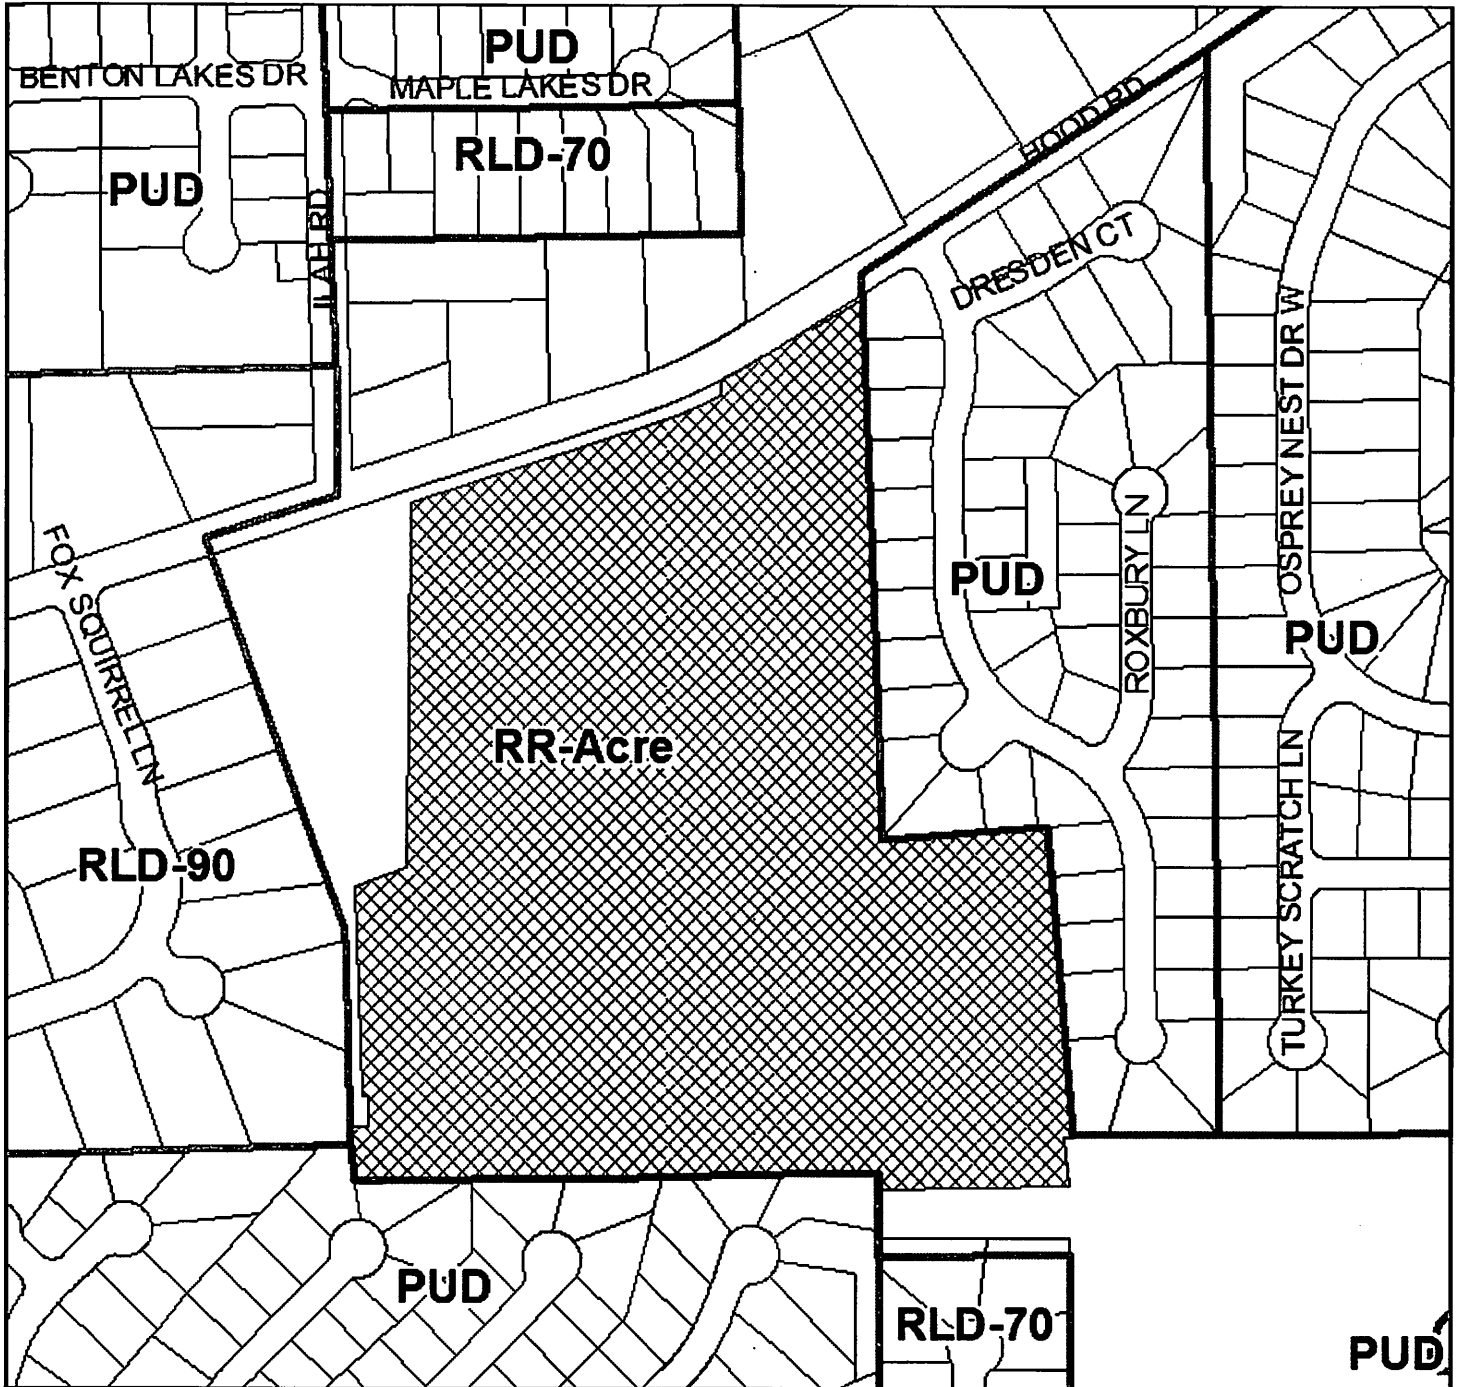 PUD
BENTON LAKES DR
MAPLE LAKES DR
HOOD RD
RLD-70
PUD
ILAH RD
DRESDEN CT
OSPREY NEST DR W
FOX SQUIRREL LN
ROXBURY LN
PUD
PUD
RR-Acre
TURKEY SCRATCH LN
RLD-90
PUD
RLD-70
PUD